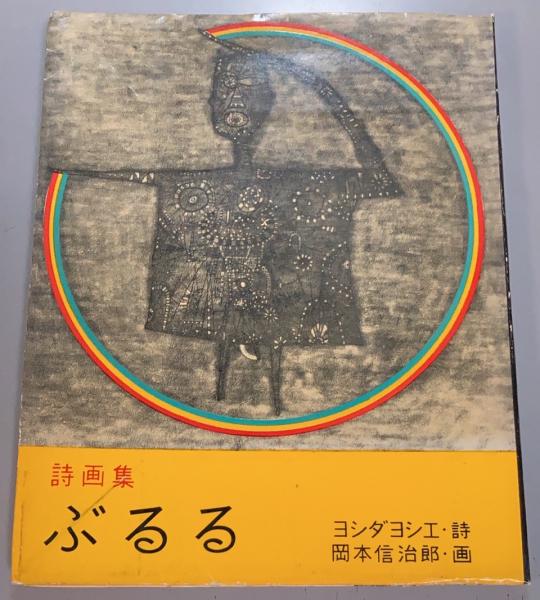 詩画集
ぶるる
ヨシダヨシエ・詩
岡本信治郎・画